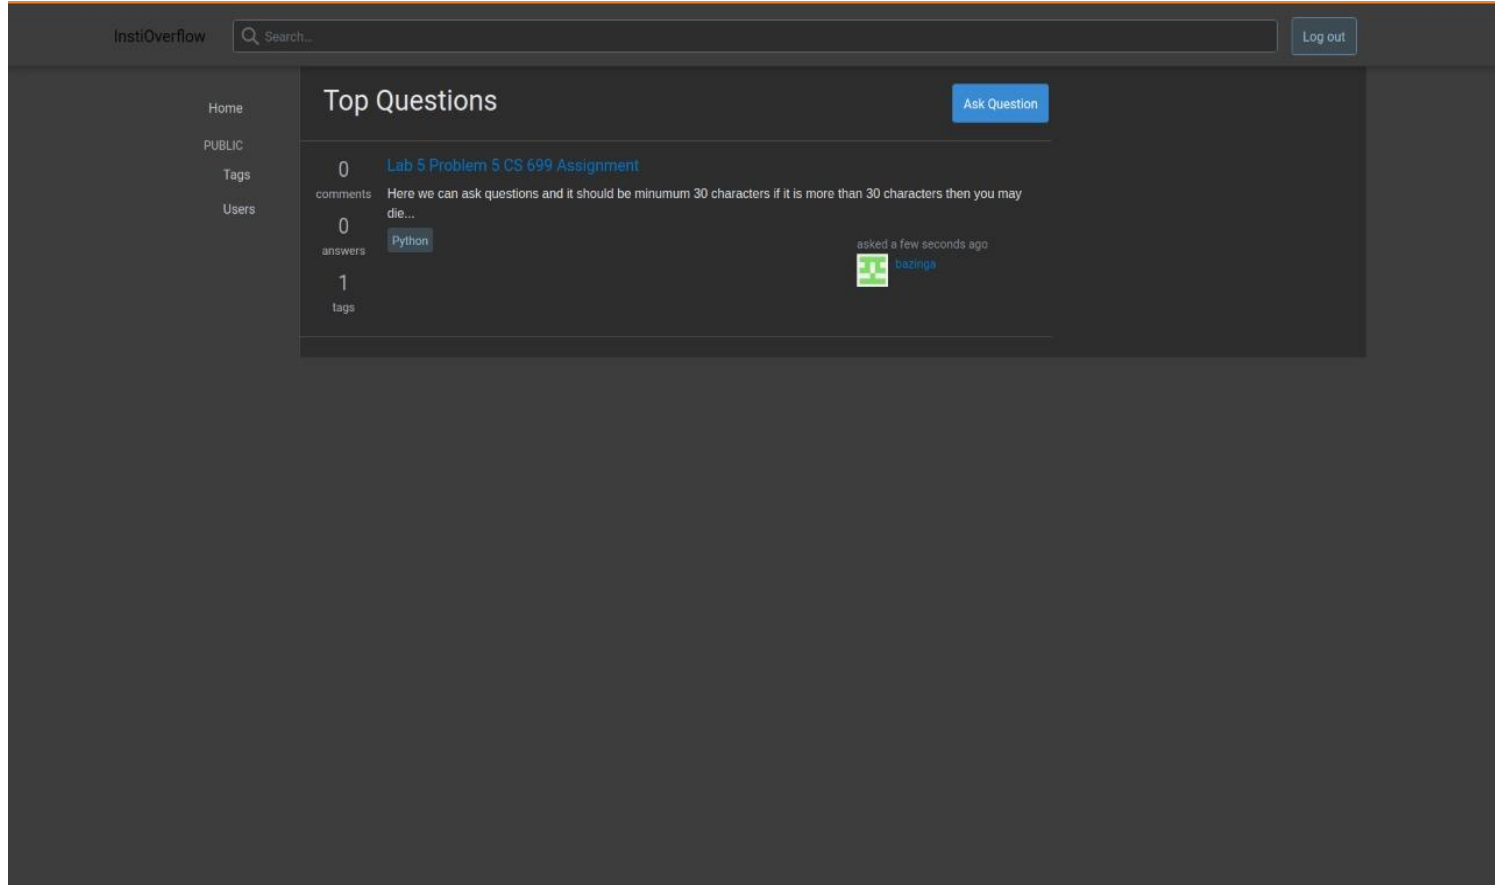 InstiOverflow
Search...
Log out
Home
PUBLIC
Tags
Users
Top Questions
Ask Question
0
comments
0
answers
1
tags
Lab 5 Problem 5 CS 699 Assignment
Here we can ask questions and it should be minumum 30 characters if it is more than 30 characters then you may
die...
Python
asked a few seconds ago
bazinga